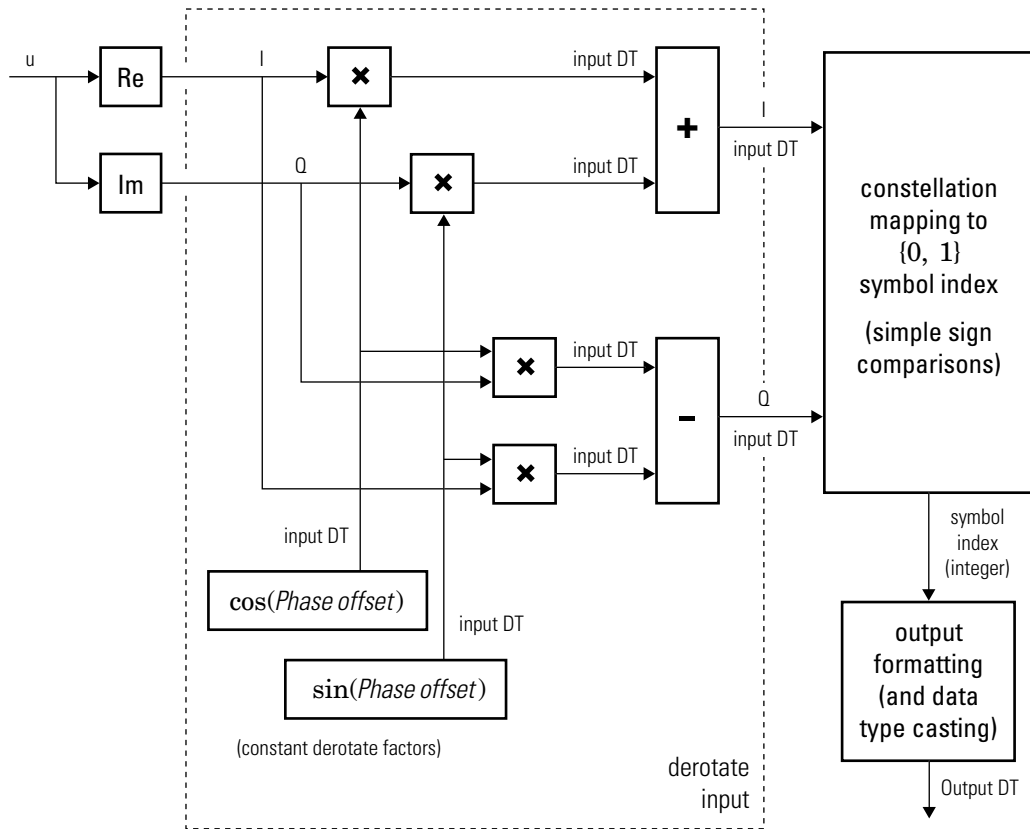 u
Re
I
×
input DT
+
I
input DT
Im
Q
×
input DT
constellation
mapping to
{0, 1}
symbol index
(simple sign
comparisons)
×
input DT
-
Q
input DT
×
input DT
input DT
cos(Phase offset)
input DT
sin(Phase offset)
(constant derotate factors)
derotate
input
symbol
index
(integer)
output
formatting
(and data
type casting)
Output DT